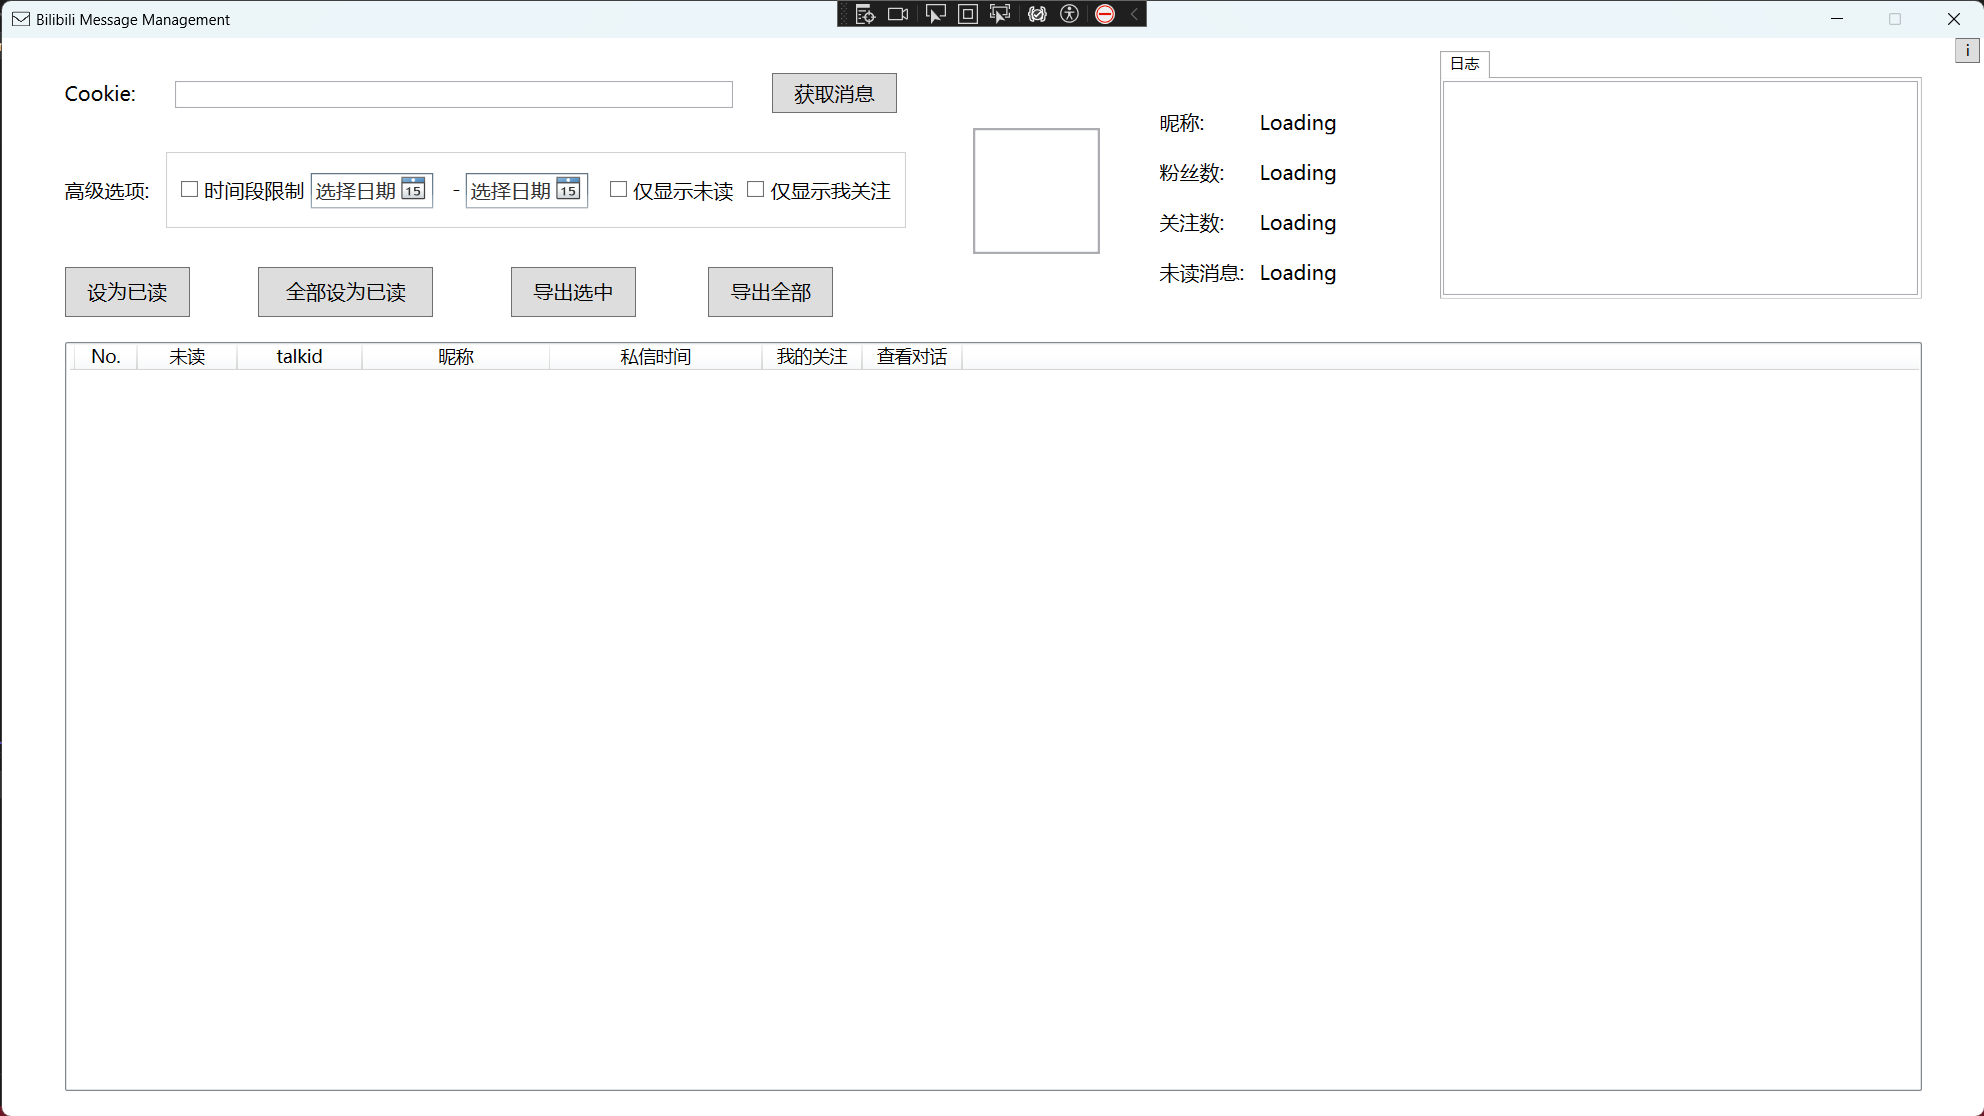 Bilibili Message Management
i
Cookie:
获取消息
高级选项:
时间段限制
选择日期 15
-
选择日期 15
仅显示未读
仅显示我关注
设为已读
全部设为已读
导出选中
导出全部
昵称: Loading
粉丝数: Loading
关注数: Loading
未读消息: Loading
日志
No. 未读 talkid 昵称 私信时间 我的关注 查看对话